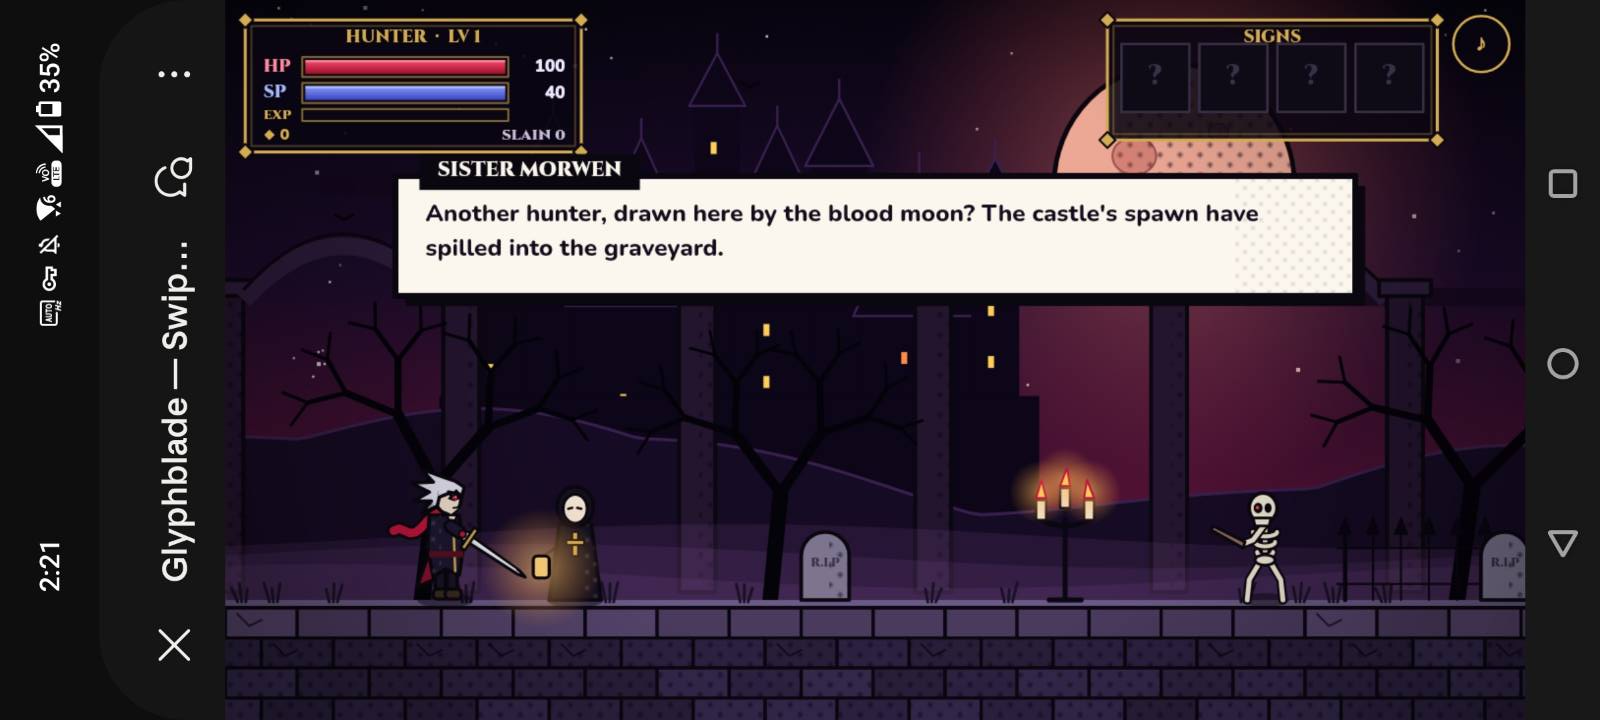 2:21
35%
Glyphblade — Swip...
HUNTER · LV 1
HP 100
SP 40
EXP
0 SLAIN 0
SIGNS
? ? ? ?
SISTER MORWEN
Another hunter, drawn here by the blood moon? The castle's spawn have
spilled into the graveyard.
R.I.P
R.I.P